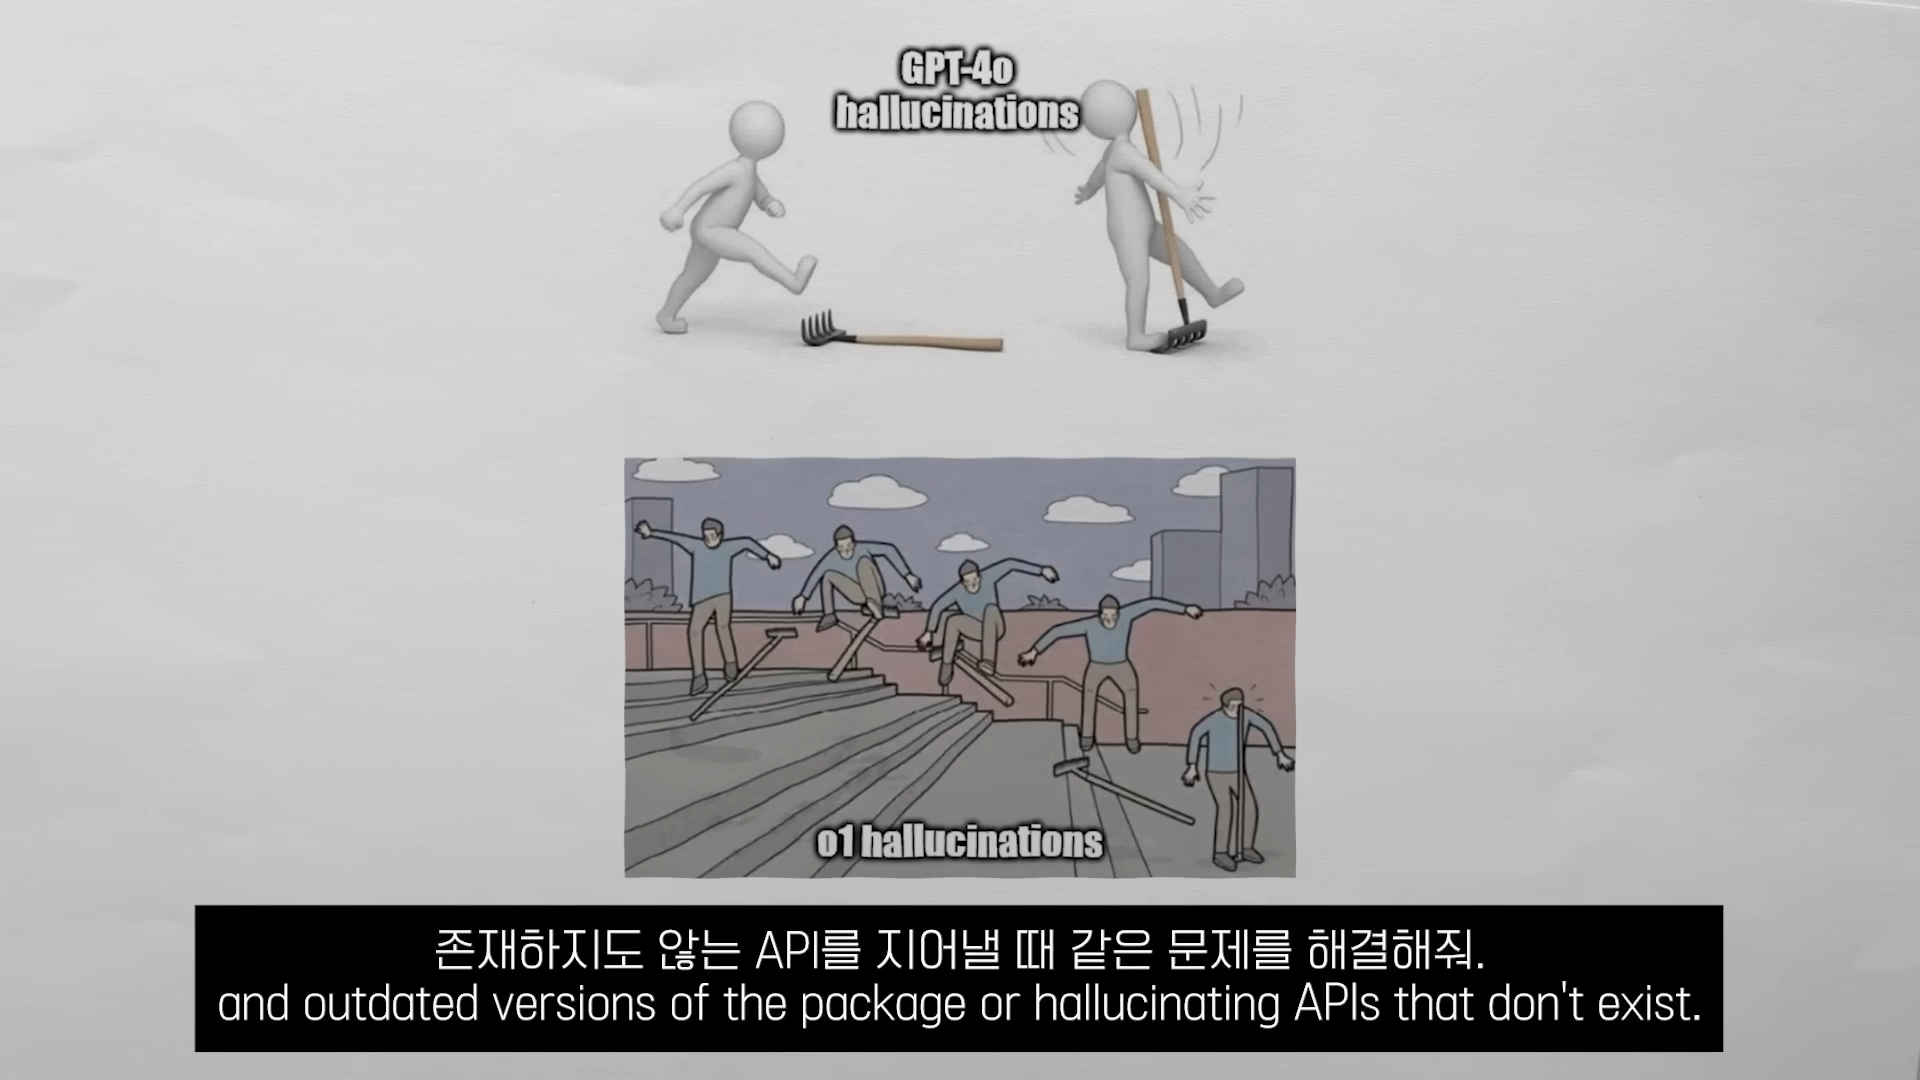 GPT-4o
hallucinations
o1 hallucinations
존재하지도 않는 API를 지어낼 때 같은 문제를 해결해줘.
and outdated versions of the package or hallucinating APIs that don't exist.